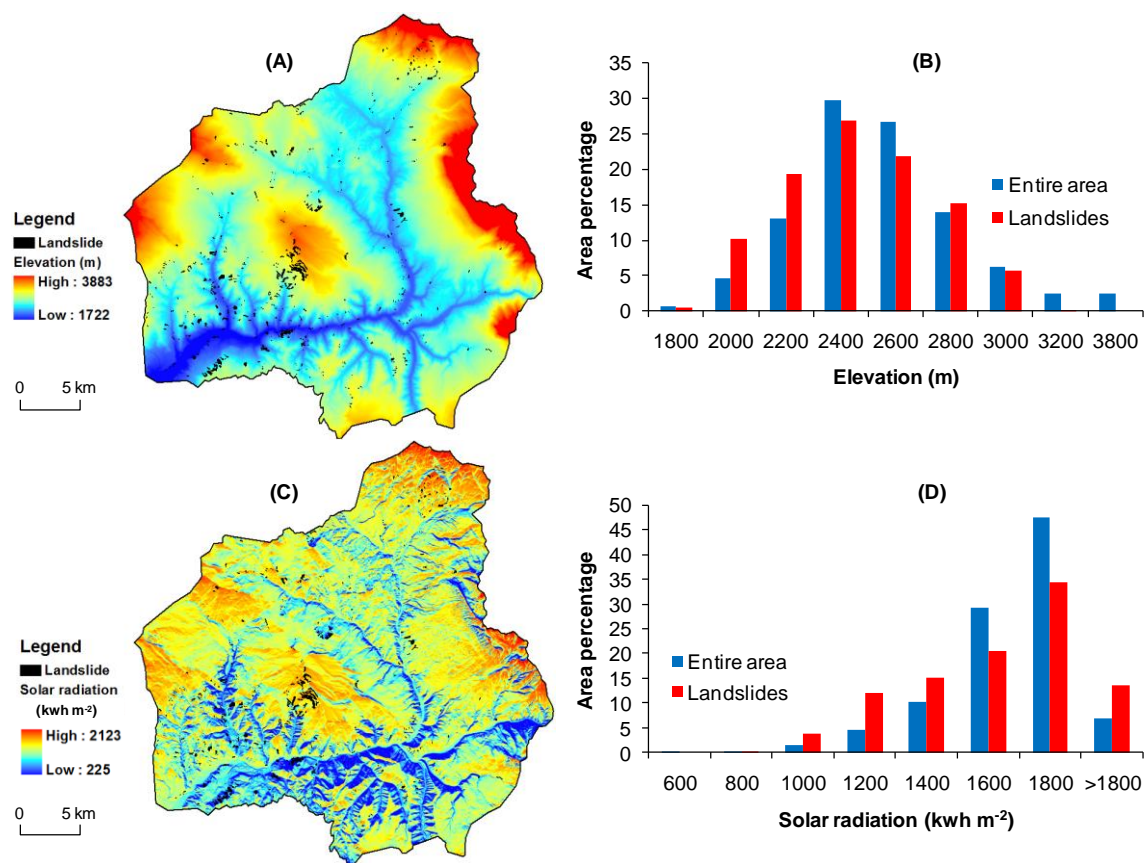 (A)
Legend
Landslide
Elevation (m)
High : 3883
Low : 1722
0 5 km
(B)
Area percentage
35
30
25
20
15
10
5
0
Entire area
Landslides
1800 2000 2200 2400 2600 2800 3000 3200 3800
Elevation (m)
(C)
Legend
Landslide
Solar radiation
(kwh m-2)
High : 2123
Low : 225
0 5 km
(D)
Area percentage
50
45
40
35
30
25
20
15
10
5
0
Entire area
Landslides
600 800 1000 1200 1400 1600 1800 >1800
Solar radiation (kwh m-2)